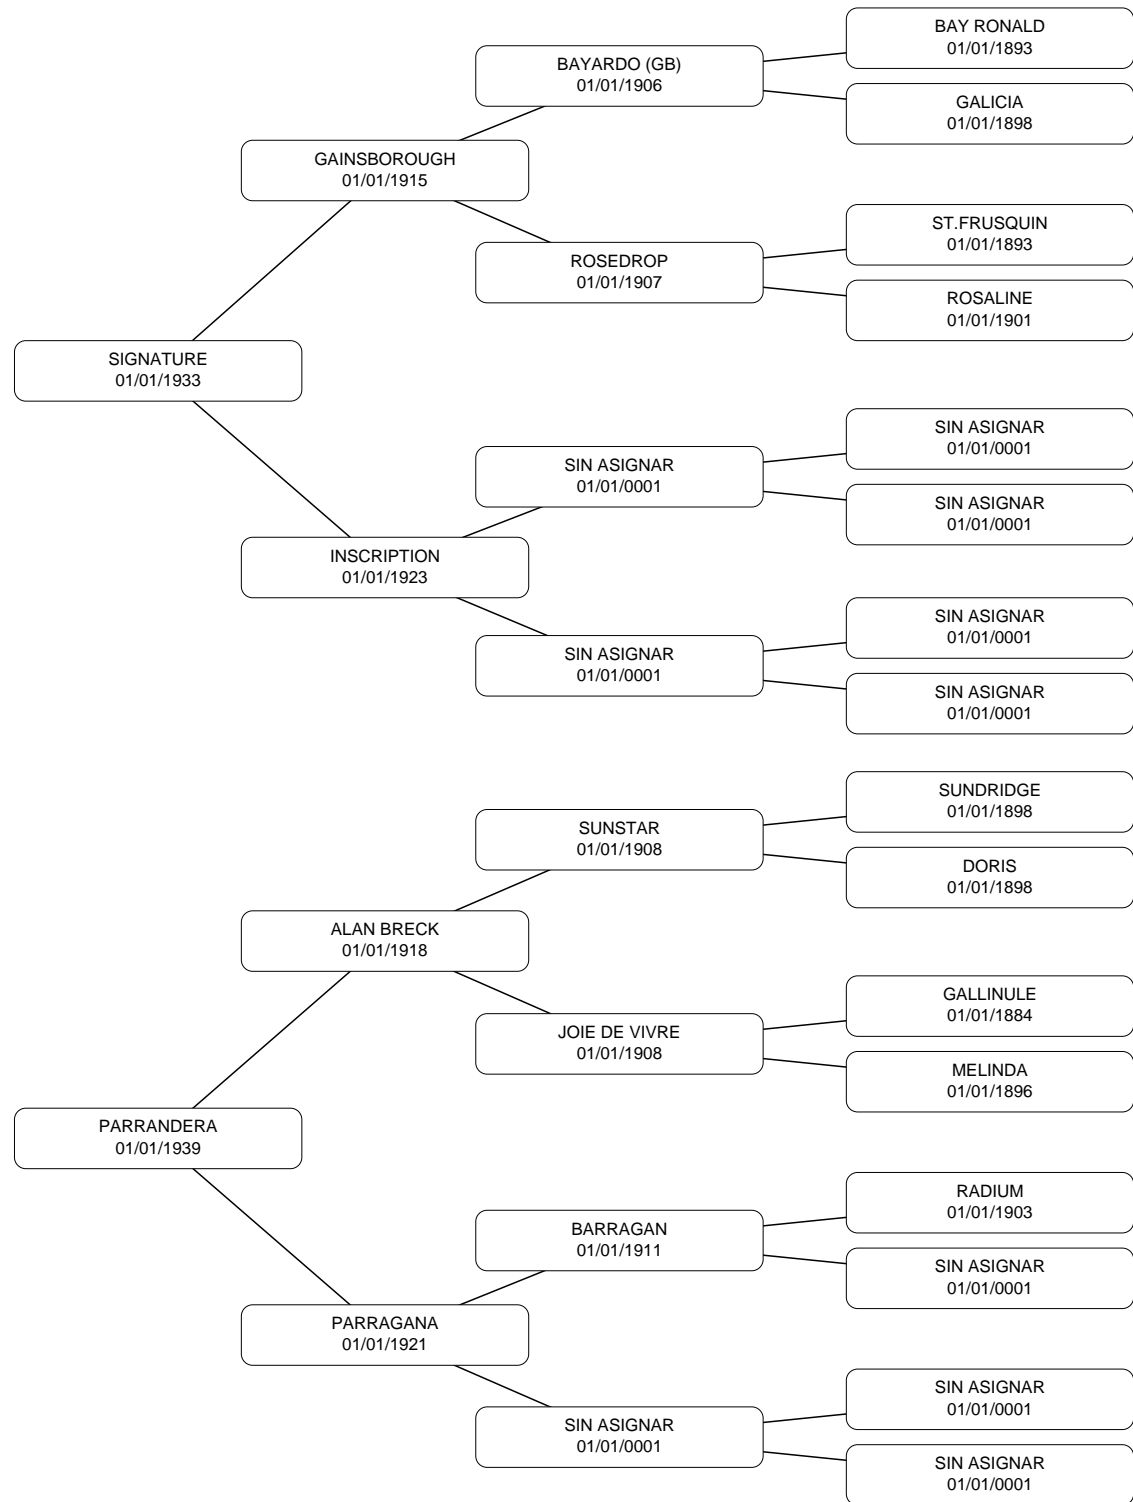 BAY RONALD
01/01/1893
BAYARDO (GB)
01/01/1906
GALICIA
01/01/1898
GAINSBOROUGH
01/01/1915
ST.FRUSQUIN
01/01/1893
ROSEDROP
01/01/1907
ROSALINE
01/01/1901
SIGNATURE
01/01/1933
SIN ASIGNAR
01/01/0001
SIN ASIGNAR
01/01/0001
SIN ASIGNAR
01/01/0001
INSCRIPTION
01/01/1923
SIN ASIGNAR
01/01/0001
SIN ASIGNAR
01/01/0001
SIN ASIGNAR
01/01/0001
SUNDRIDGE
01/01/1898
SUNSTAR
01/01/1908
DORIS
01/01/1898
ALAN BRECK
01/01/1918
GALLINULE
01/01/1884
JOIE DE VIVRE
01/01/1908
MELINDA
01/01/1896
PARRANDERA
01/01/1939
RADIUM
01/01/1903
BARRAGAN
01/01/1911
SIN ASIGNAR
01/01/0001
PARRAGANA
01/01/1921
SIN ASIGNAR
01/01/0001
SIN ASIGNAR
01/01/0001
SIN ASIGNAR
01/01/0001